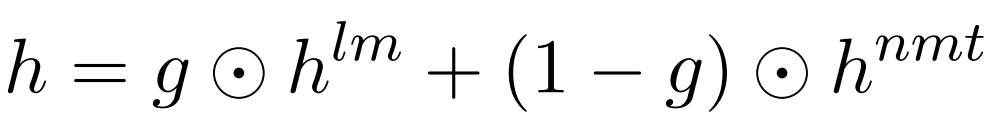 h = g ⊙ h^{lm} + (1 − g) ⊙ h^{nmt}